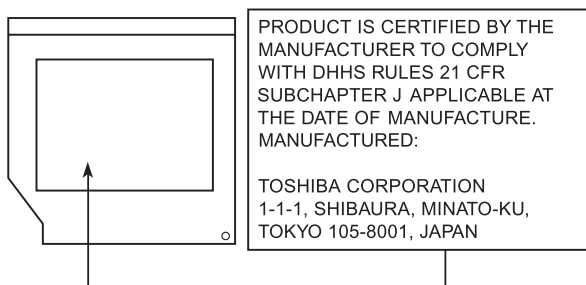 PRODUCT IS CERTIFIED BY THE
MANUFACTURER TO COMPLY
WITH DHHS RULES 21 CFR
SUBCHAPTER J APPLICABLE AT
THE DATE OF MANUFACTURE.
MANUFACTURED:
TOSHIBA CORPORATION
1-1-1, SHIBAURA, MINATO-KU,
TOKYO 105-8001, JAPAN